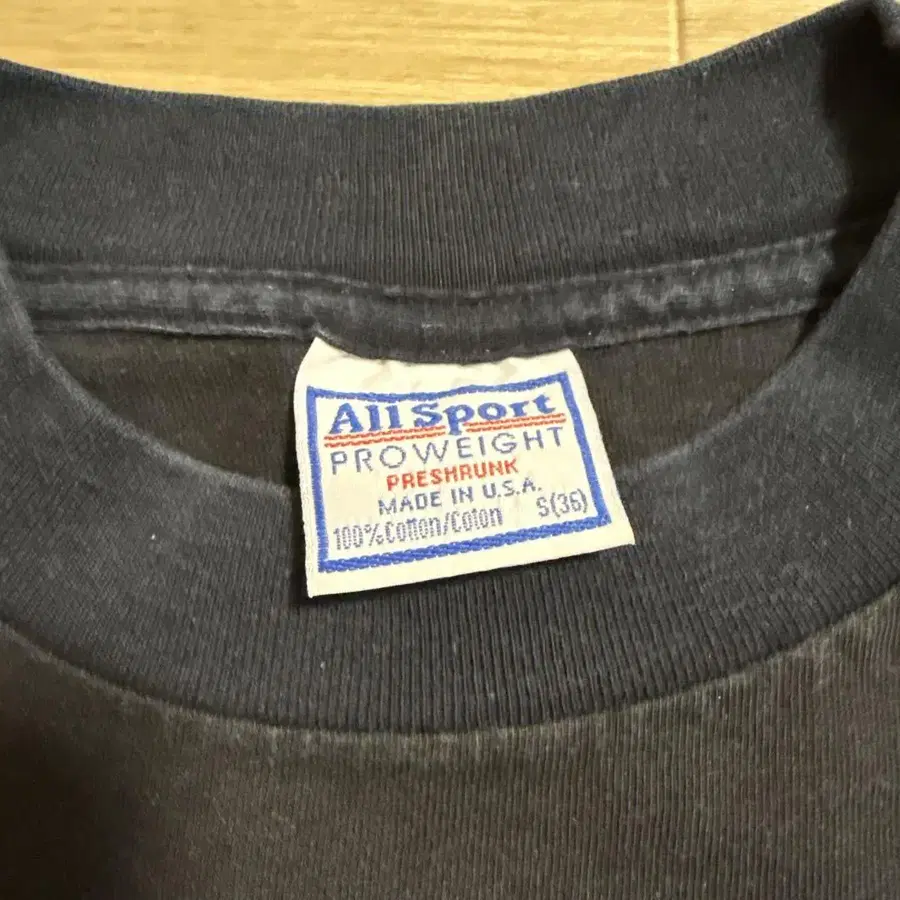 All Sport
PROWEIGHT
PRESHRUNK
MADE IN U.S.A.
100% Cotton/Coton S(36)